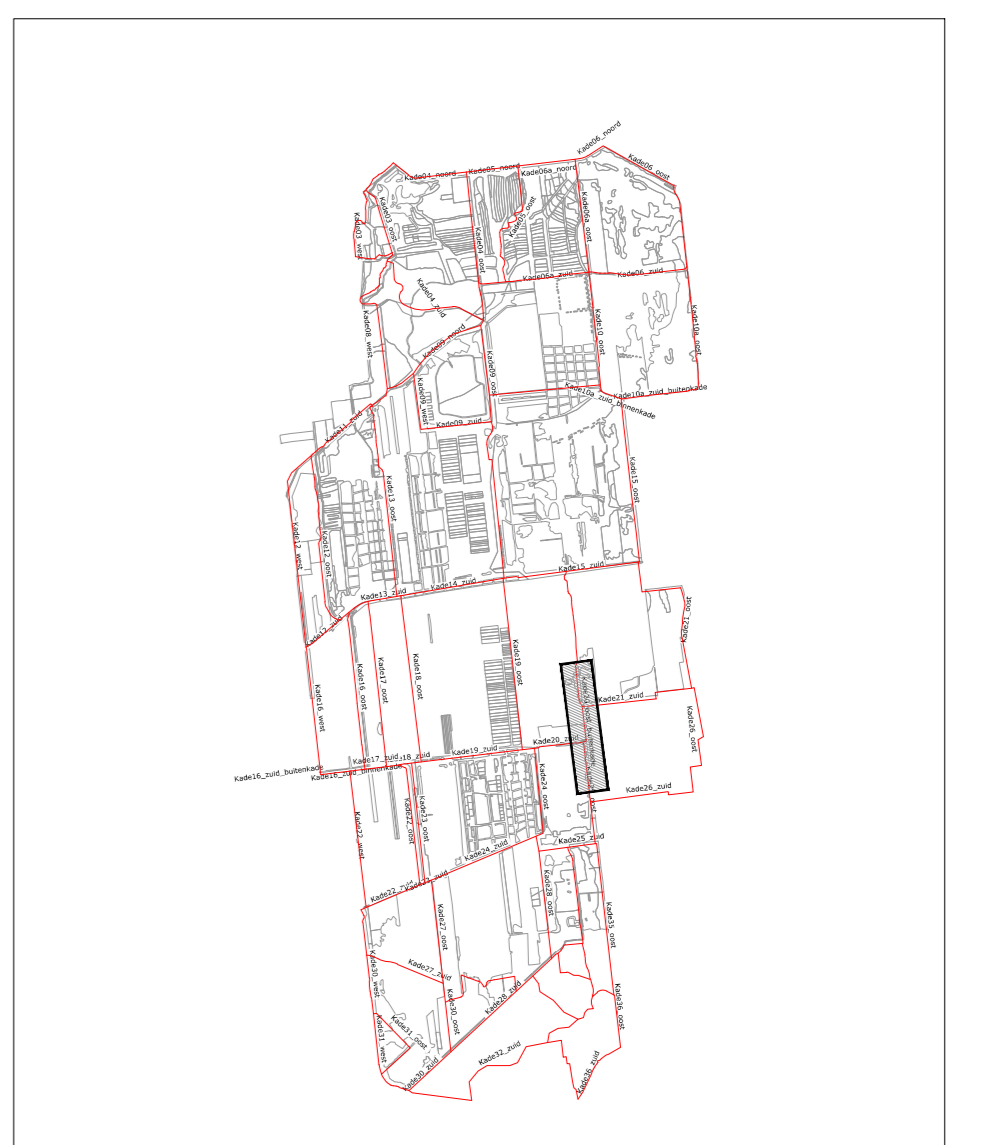 Kade06_noord
Kade04_noord
Kade05_noord
Kade06a_noord
Kade06_oost
Kade03_west
Kade03_oost
Kade04_oost
Kade05_oost
Kade06a_oost
Kade04_zuid
Kade06a_zuid
Kade06_zuid
Kade08_west
Kade09_noord
Kade09_oost
Kade10_oost
Kade10a_oost
Kade09_west
Kade10a_zuid_buitenkade
Kade10a_zuid_binnenkade
Kade11_zuid
Kade09_zuid
Kade13_oost
Kade15_oost
Kade12_west
Kade12_oost
Kade15_zuid
Kade14_zuid
Kade13_zuid
Kade12_zuid
Kade21_oost
Kade16_west
Kade16_oost
Kade17_oost
Kade18_oost
Kade19_oost
Kade21_zuid
Kade26_oost
Kade20_zuid
Kade19_zuid
18_zuid
Kade17_zuid
Kade16_zuid_buitenkade
Kade16_zuid_binnenkade
Kade26_zuid
Kade22_west
Kade22_oost
Kade23_oost
Kade24_oost
Kade25_zuid
Kade24_zuid
Kade22_zuid
Kade28_oost
Kade35_oost
Kade27_oost
Kade27_zuid
Kade30_west
Kade28_zuid
Kade30_oost
Kade36_oost
Kade31_west
Kade31_oost
Kade32_zuid
Kade30_zuid
Kade36_zuid